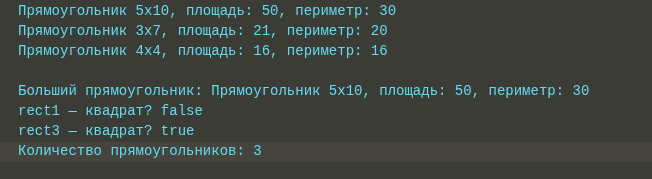 Прямоугольник 5x10, площадь: 50, периметр: 30
Прямоугольник 3x7, площадь: 21, периметр: 20
Прямоугольник 4x4, площадь: 16, периметр: 16
Больший прямоугольник: Прямоугольник 5x10, площадь: 50, периметр: 30
rect1 — квадрат? false
rect3 — квадрат? true
Количество прямоугольников: 3